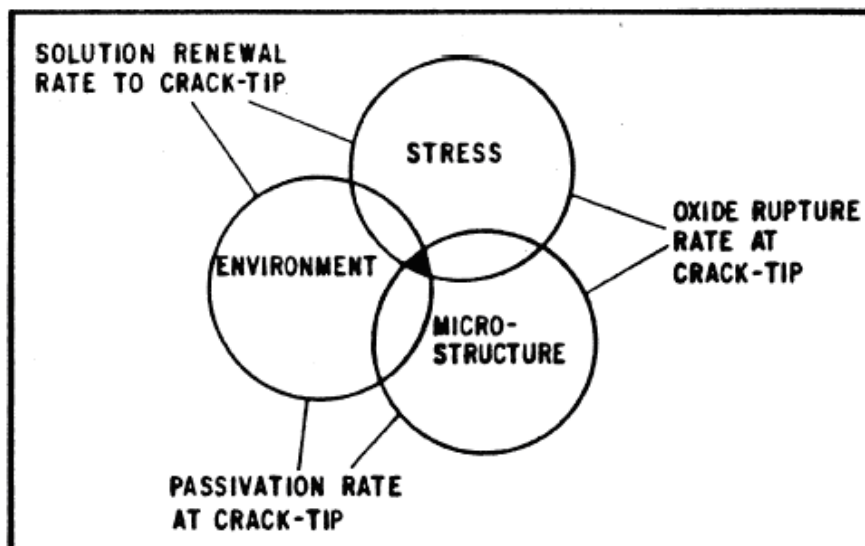 SOLUTION RENEWAL
RATE TO CRACK-TIP
STRESS
OXIDE RUPTURE
RATE AT
CRACK-TIP
ENVIRONMENT
MICRO-
STRUCTURE
PASSIVATION RATE
AT CRACK-TIP